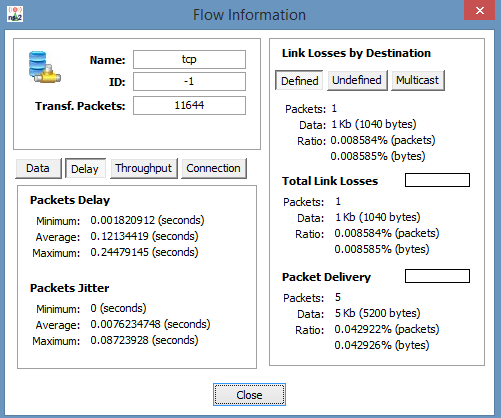 ns2
Flow Information
Name: tcp
ID: -1
Transf. Packets: 11644
Data Delay Throughput Connection
Packets Delay
Minimum: 0.001820912 (seconds)
Average: 0.12134419 (seconds)
Maximum: 0.24479145 (seconds)
Packets Jitter
Minimum: 0 (seconds)
Average: 0.0076234748 (seconds)
Maximum: 0.08723928 (seconds)
Link Losses by Destination
Defined Undefined Multicast
Packets: 1
Data: 1 Kb (1040 bytes)
Ratio: 0.008584% (packets)
0.008585% (bytes)
Total Link Losses
Packets: 1
Data: 1 Kb (1040 bytes)
Ratio: 0.008584% (packets)
0.008585% (bytes)
Packet Delivery
Packets: 5
Data: 5 Kb (5200 bytes)
Ratio: 0.042922% (packets)
0.042926% (bytes)
Close